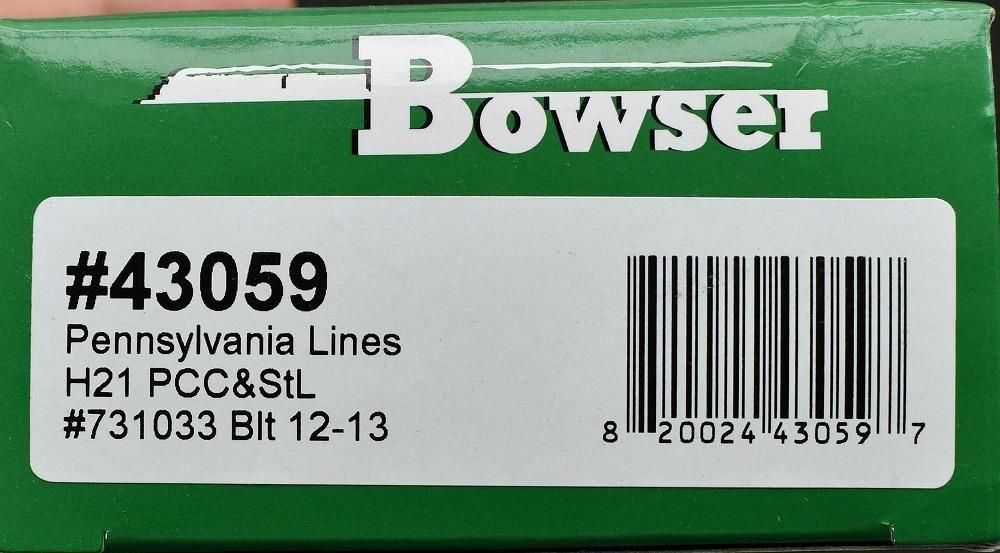 Bowser
#43059
Pennsylvania Lines
H21 PCC&StL
#731033 Blt 12-13
8 20024 43059 7